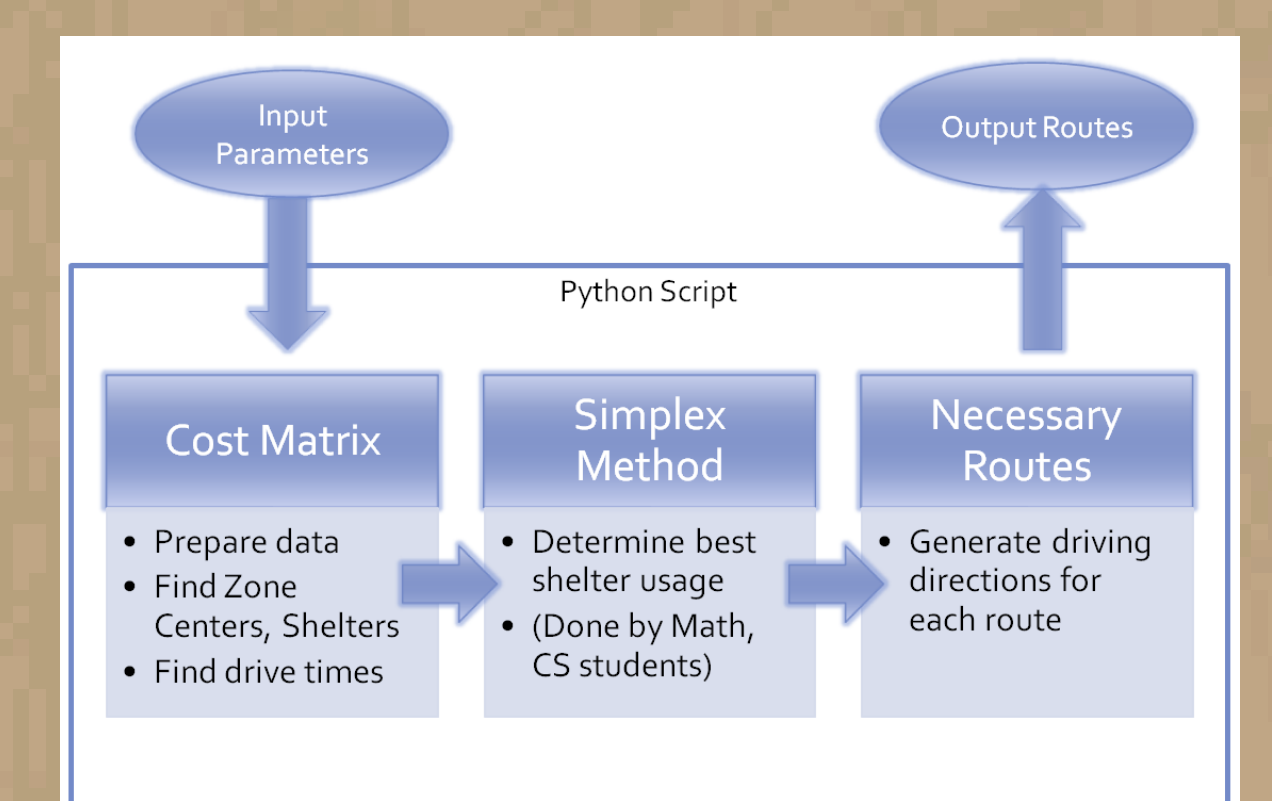 Input
Parameters
Output Routes
Python Script
Cost Matrix
• Prepare data
• Find Zone
Centers, Shelters
• Find drive times
Simplex
Method
• Determine best
shelter usage
• (Done by Math,
CS students)
Necessary
Routes
• Generate driving
directions for
each route